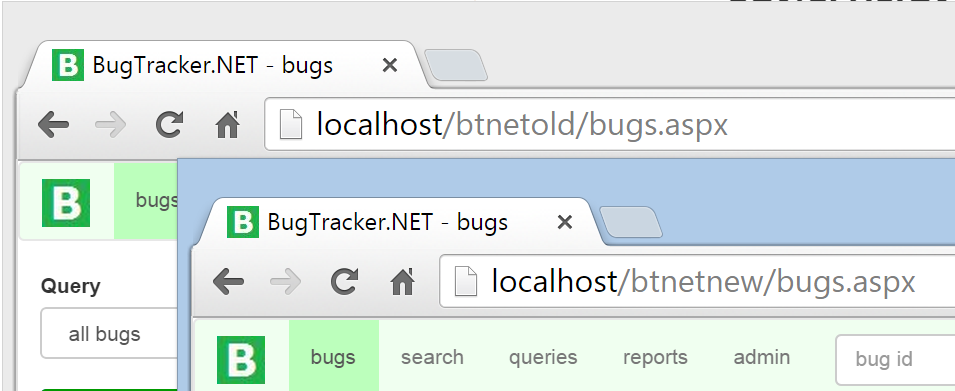 B BugTracker.NET - bugs
localhost/btnetold/bugs.aspx
B bugs
Query
all bugs
B BugTracker.NET - bugs
localhost/btnetnew/bugs.aspx
B bugs search queries reports admin bug id